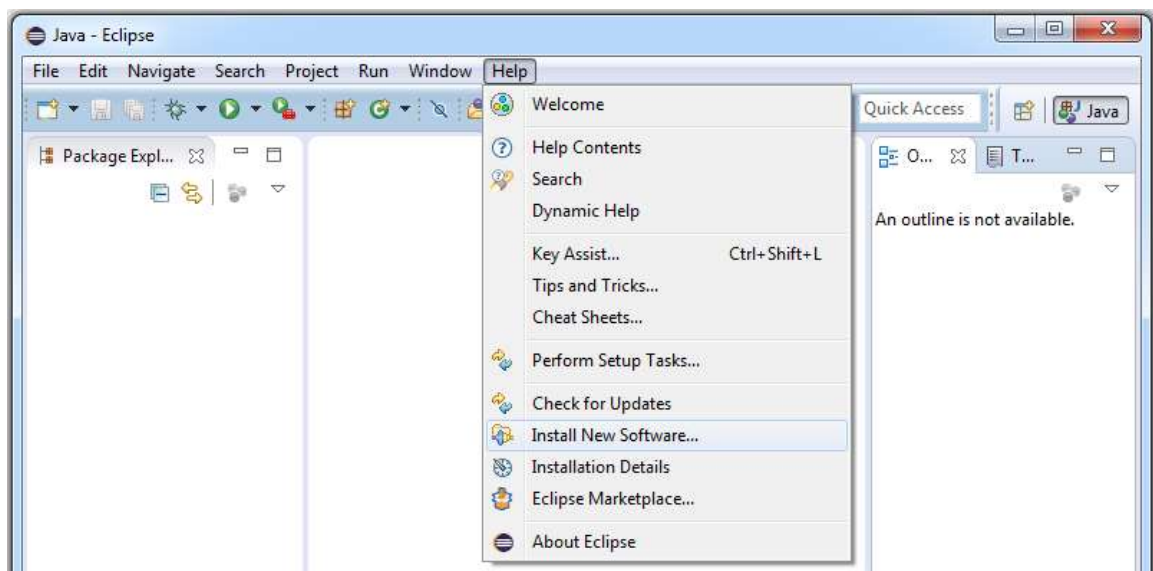 Java - Eclipse
File Edit Navigate Search Project Run Window Help
Quick Access
Java
Package Expl...
O...
T...
An outline is not available.
Welcome
Help Contents
Search
Dynamic Help
Key Assist... Ctrl+Shift+L
Tips and Tricks...
Cheat Sheets...
Perform Setup Tasks...
Check for Updates
Install New Software...
Installation Details
Eclipse Marketplace...
About Eclipse